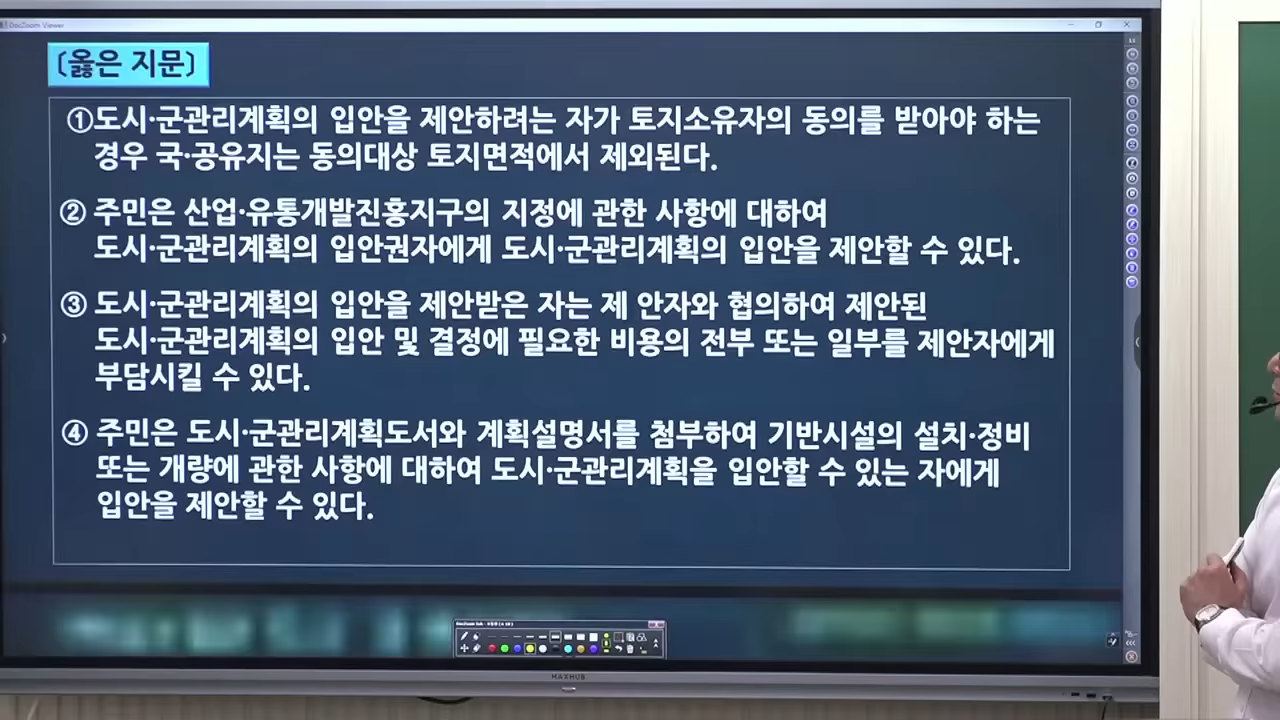 DocZoom Viewer
〔옳은 지문〕
①도시·군관리계획의 입안을 제안하려는 자가 토지소유자의 동의를 받아야 하는
경우 국·공유지는 동의대상 토지면적에서 제외된다.
② 주민은 산업·유통개발진흥지구의 지정에 관한 사항에 대하여
도시·군관리계획의 입안권자에게 도시·군관리계획의 입안을 제안할 수 있다.
③ 도시·군관리계획의 입안을 제안받은 자는 제 안자와 협의하여 제안된
도시·군관리계획의 입안 및 결정에 필요한 비용의 전부 또는 일부를 제안자에게
부담시킬 수 있다.
④ 주민은 도시·군관리계획도서와 계획설명서를 첨부하여 기반시설의 설치·정비
또는 개량에 관한 사항에 대하여 도시·군관리계획을 입안할 수 있는 자에게
입안을 제안할 수 있다.
MAXHUB